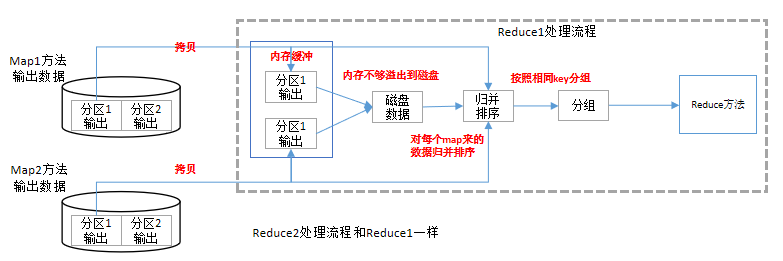 Reduce1处理流程
Map1方法
输出数据
拷贝
内存缓冲
分区1
输出
分区2
输出
分区1
输出
内存不够溢出到磁盘
磁盘
数据
归并
排序
按照相同key分组
分组
Reduce方法
分区1
输出
对每个map来的
数据归并排序
Map2方法
输出数据
拷贝
分区1
输出
分区2
输出
Reduce2处理流程和Reduce1一样